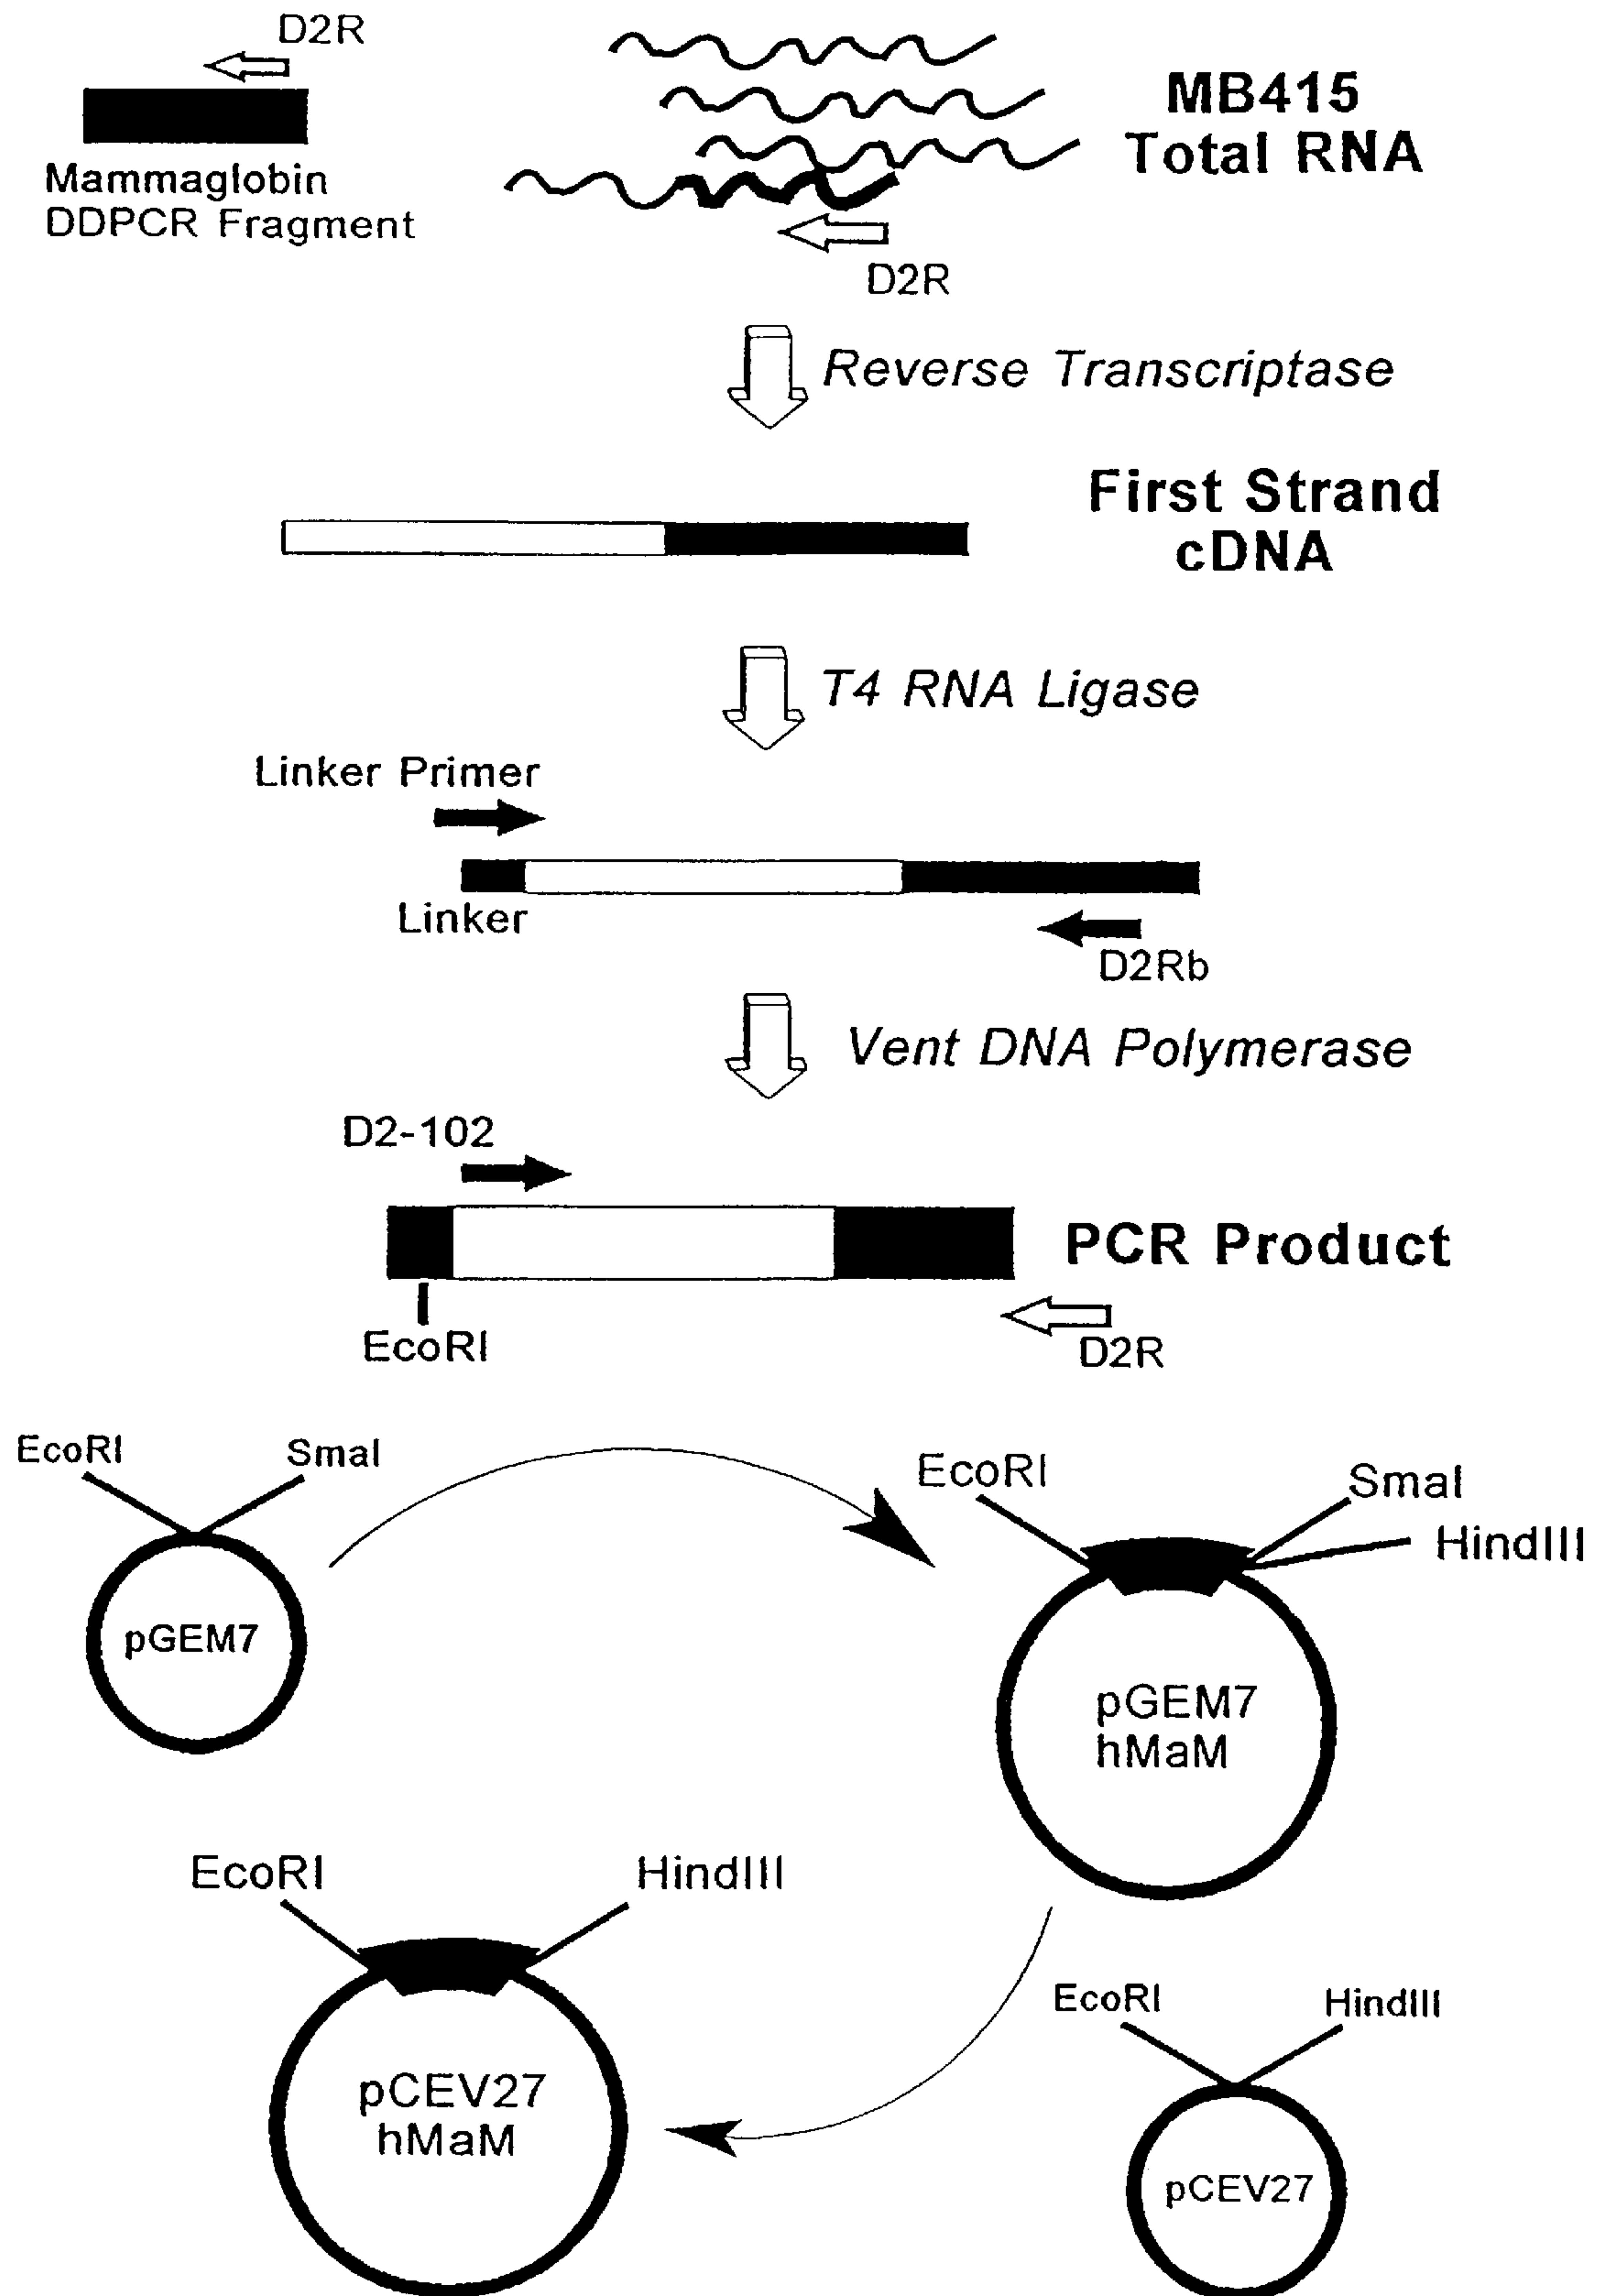 D2R
MB415
Total RNA
Mammaglobin
DDPCR Fragment
D2R
Reverse Transcriptase
First Strand
cDNA
T4 RNA Ligase
Linker Primer
Linker
D2Rb
Vent DNA Polymerase
D2-102
PCR Product
EcoRI
D2R
EcoRI
SmaI
EcoRI
SmaI
HindIII
pGEM7
pGEM7
hMaM
EcoRI
HindIII
EcoRI
HindIII
pCEV27
hMaM
pCEV27